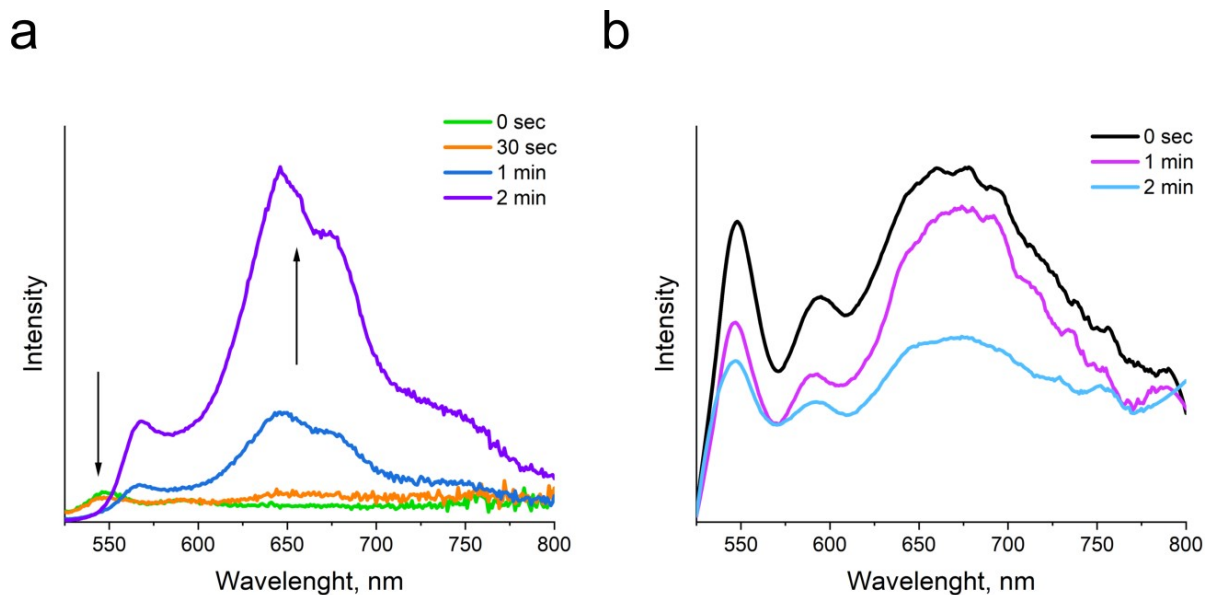 a
b
0 sec
30 sec
1 min
2 min
0 sec
1 min
2 min
Intensity
Intensity
550 600 650 700 750 800
550 600 650 700 750 800
Wavelenght, nm
Wavelenght, nm